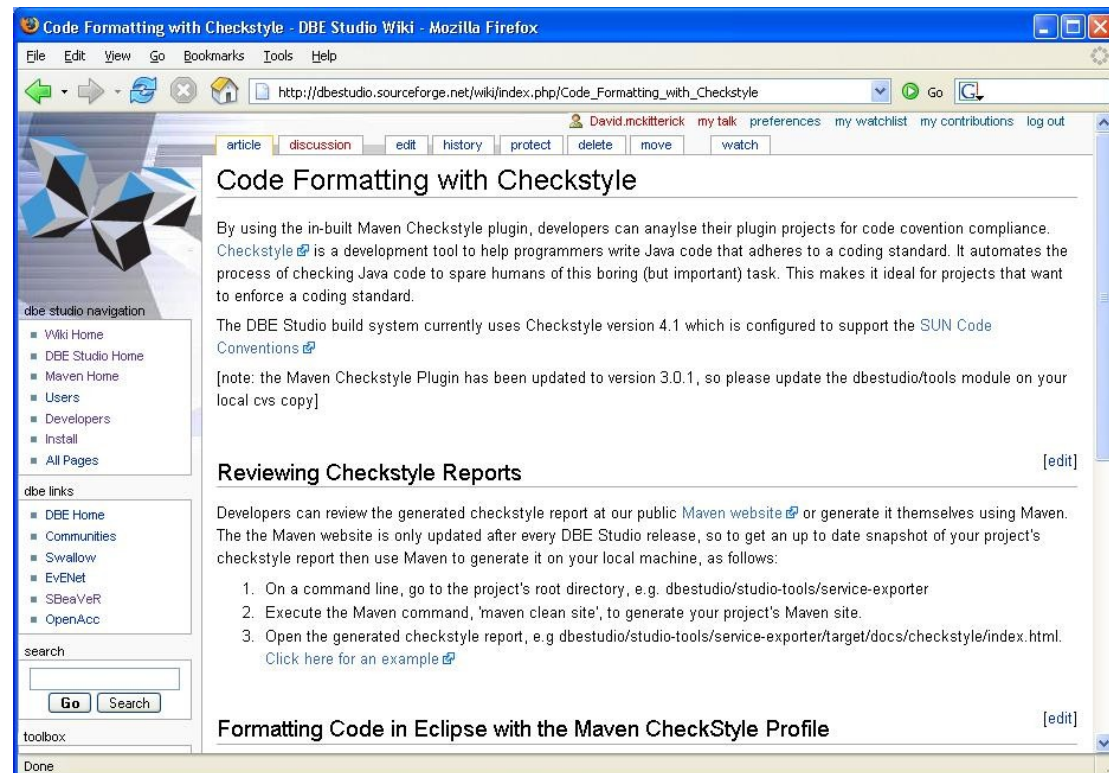 Code Formatting with Checkstyle - DBE Studio Wiki - Mozilla Firefox
File Edit View Go Bookmarks Tools Help
http://dbestudio.sourceforge.net/wiki/index.php/Code_Formatting_with_Checkstyle Go G
David.mckitterick my talk preferences my watchlist my contributions log out
article discussion edit history protect delete move watch
Code Formatting with Checkstyle
By using the in-built Maven Checkstyle plugin, developers can anaylse their plugin projects for code covention compliance.
Checkstyle is a development tool to help programmers write Java code that adheres to a coding standard. It automates the
process of checking Java code to spare humans of this boring (but important) task. This makes it ideal for projects that want
to enforce a coding standard.
The DBE Studio build system currently uses Checkstyle version 4.1 which is configured to support the SUN Code
Conventions
[note: the Maven Checkstyle Plugin has been updated to version 3.0.1, so please update the dbestudio/tools module on your
local cvs copy]
[edit]
Reviewing Checkstyle Reports
Developers can review the generated checkstyle report at our public Maven website or generate it themselves using Maven.
The the Maven website is only updated after every DBE Studio release, so to get an up to date snapshot of your project's
checkstyle report then use Maven to generate it on your local machine, as follows:
1. On a command line, go to the project's root directory, e.g. dbestudio/studio-tools/service-exporter
2. Execute the Maven command, 'maven clean site', to generate your project's Maven site.
3. Open the generated checkstyle report, e.g dbestudio/studio-tools/service-exporter/target/docs/checkstyle/index.html.
Click here for an example
[edit]
Formatting Code in Eclipse with the Maven CheckStyle Profile
dbe studio navigation
Wiki Home
DBE Studio Home
Maven Home
Users
Developers
Install
All Pages
dbe links
DBE Home
Communities
Swallow
EvENet
SBeaVeR
OpenAcc
search
Go Search
toolbox
Done